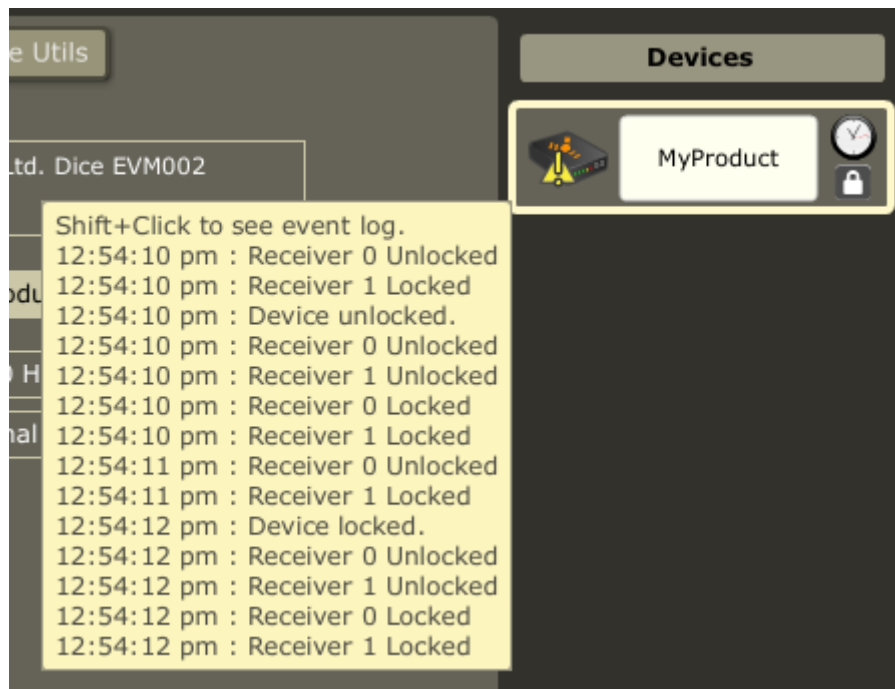 e Utils
Devices
Ltd. Dice EVM002
MyProduct
Shift+Click to see event log.
12:54:10 pm : Receiver 0 Unlocked
12:54:10 pm : Receiver 1 Locked
12:54:10 pm : Device unlocked.
12:54:10 pm : Receiver 0 Unlocked
12:54:10 pm : Receiver 1 Unlocked
12:54:10 pm : Receiver 0 Locked
12:54:10 pm : Receiver 1 Locked
12:54:11 pm : Receiver 0 Unlocked
12:54:11 pm : Receiver 1 Locked
12:54:12 pm : Device locked.
12:54:12 pm : Receiver 0 Unlocked
12:54:12 pm : Receiver 1 Unlocked
12:54:12 pm : Receiver 0 Locked
12:54:12 pm : Receiver 1 Locked